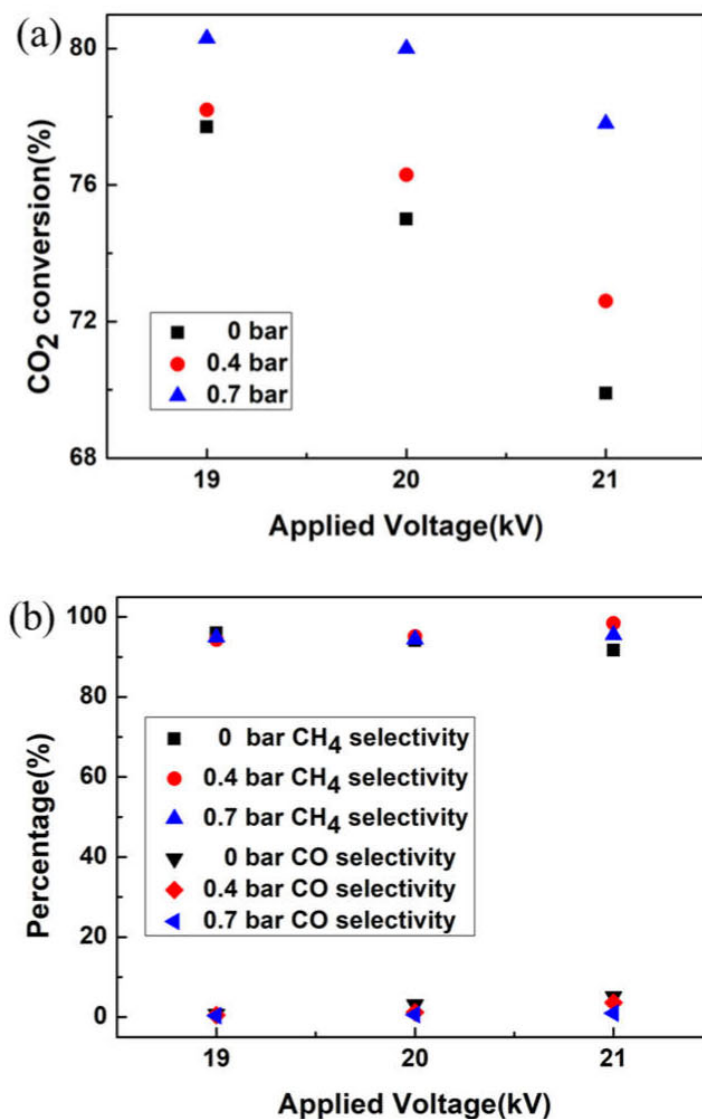 (a)
80
76
72
68
CO2 conversion(%)
0 bar
0.4 bar
0.7 bar
19 20 21
Applied Voltage(kV)
(b)
100
80
60
40
20
0
Percentage(%)
0 bar CH4 selectivity
0.4 bar CH4 selectivity
0.7 bar CH4 selectivity
0 bar CO selectivity
0.4 bar CO selectivity
0.7 bar CO selectivity
19 20 21
Applied Voltage(kV)